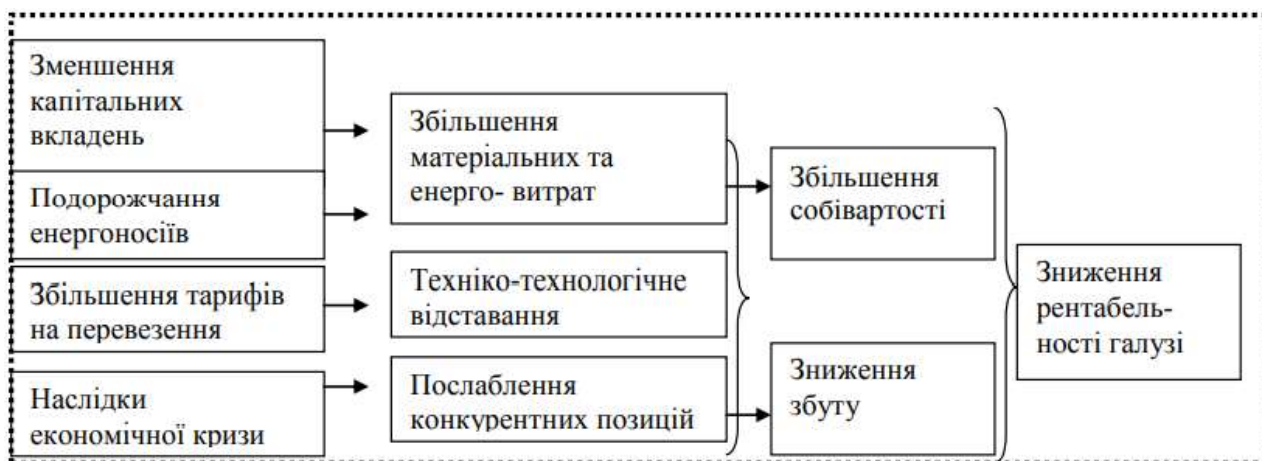 Зменшення
капітальних
вкладень
Подорожчання
енергоносіїв
Збільшення тарифів
на перевезення
Наслідки
економічної кризи
Збільшення
матеріальних та
енерго- витрат
Техніко-технологічне
відставання
Послаблення
конкурентних позицій
Збільшення
собівартості
Зниження
збуту
Зниження
рентабель-
ності галузі